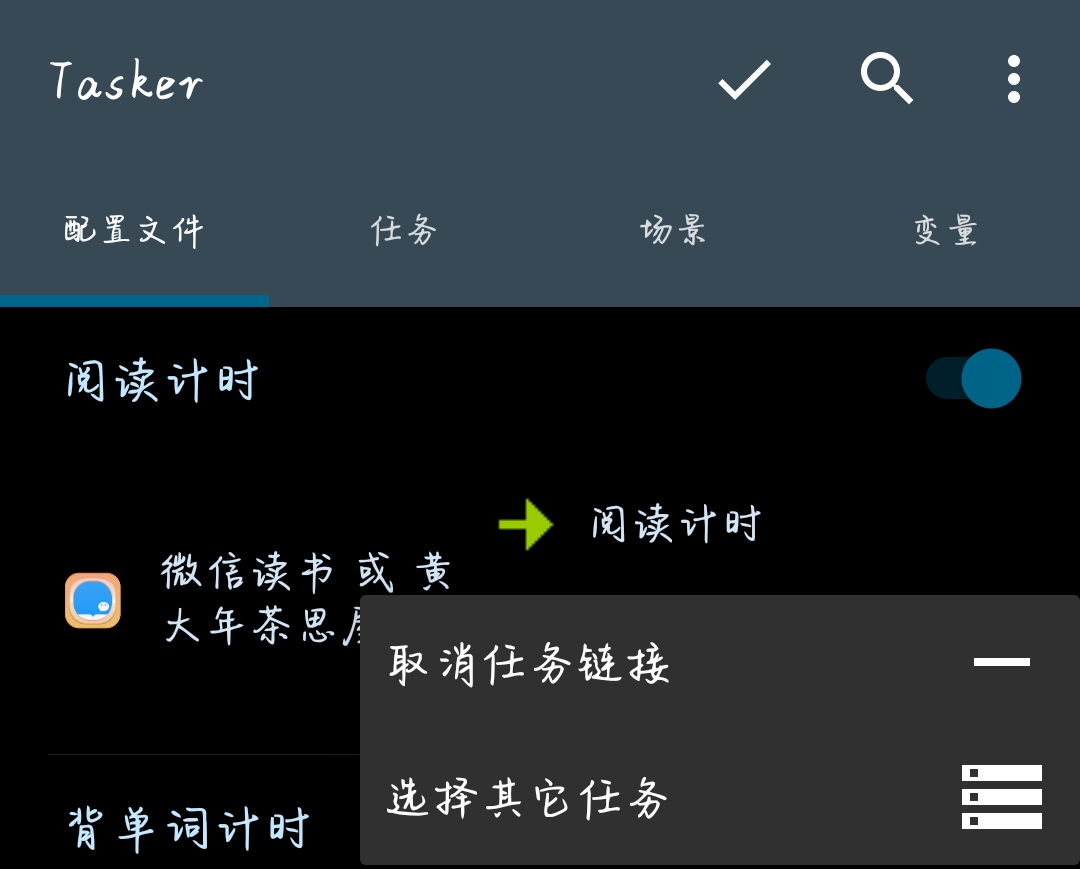 Tasker
配置文件
任务
场景
变量
阅读计时
阅读计时
微信读书 或 黄
大年茶思
取消任务链接
选择其它任务
背单词计时